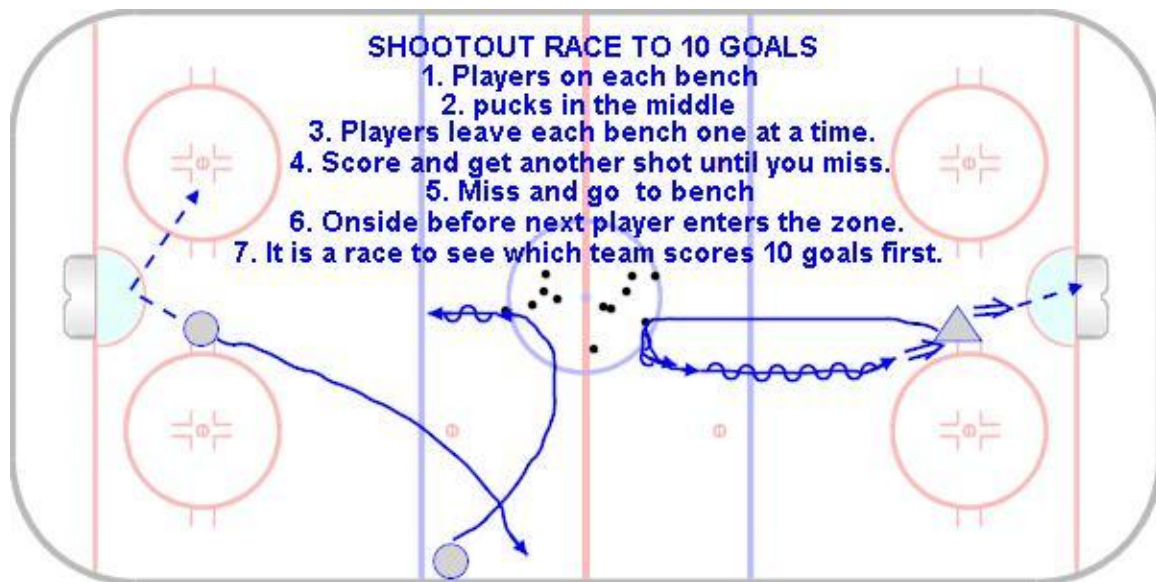 SHOOTOUT RACE TO 10 GOALS
1. Players on each bench
2. pucks in the middle
3. Players leave each bench one at a time.
4. Score and get another shot until you miss.
5. Miss and go to bench
6. Onside before next player enters the zone.
7. It is a race to see which team scores 10 goals first.